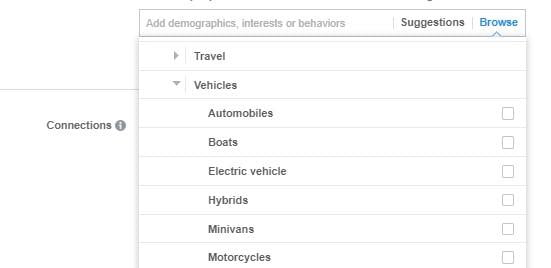 Add demographics, interests or behaviors Suggestions Browse
Travel
Vehicles
Automobiles
Connections
Boats
Electric vehicle
Hybrids
Minivans
Motorcycles